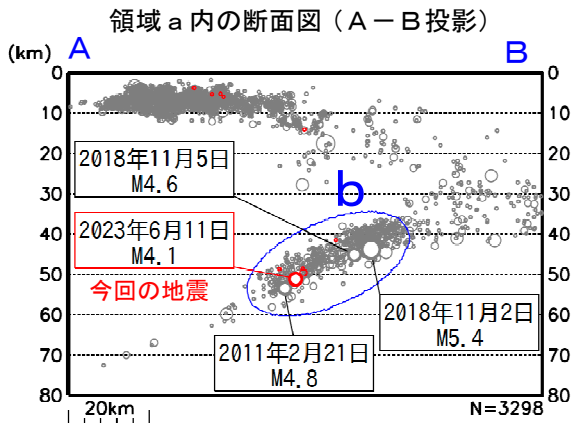 領域a内の断面図(A-B投影)
(km) A B
0 0
10 10
20 20
30 30
40 40
50 50
60 60
70 70
80 80
2018年11月5日
M4.6
b
2023年6月11日
M4.1
今回の地震
2018年11月2日
M5.4
2011年2月21日
M4.8
20km
N=3298